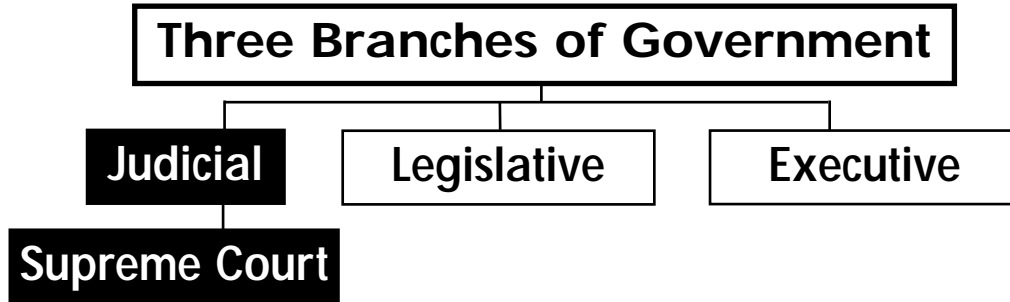 Three Branches of Government
Judicial
Legislative
Executive
Supreme Court